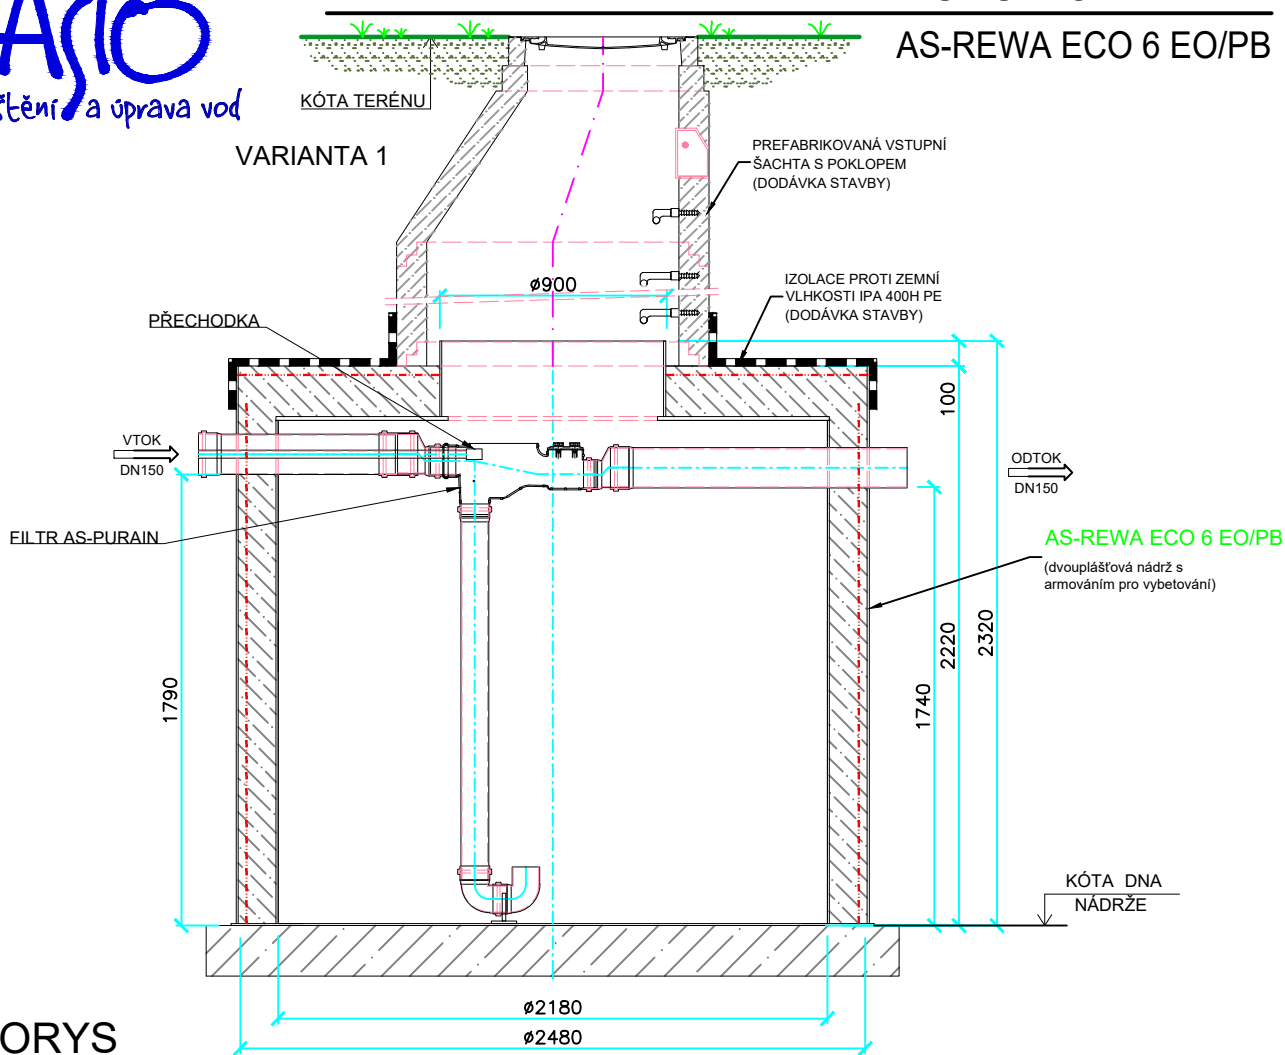 ASIO
AS-REWA ECO 6 EO/PB
štění a úprava vod
KÓTA TERÉNU
VARIANTA 1
PREFABRIKOVANÁ VSTUPNÍ
ŠACHTA S POKLOPEM
(DODÁVKA STAVBY)
IZOLACE PROTI ZEMNÍ
VLHKOSTI IPA 400H PE
(DODÁVKA STAVBY)
ø900
PŘECHODKA
100
VTOK
DN150
ODTOK
DN150
FILTR AS-PURAIN
AS-REWA ECO 6 EO/PB
(dvouplášťová nádrž s
armováním pro vybetování)
1790
1740
2220
2320
KÓTA DNA
NÁDRŽE
ø2180
ø2480
ORYS